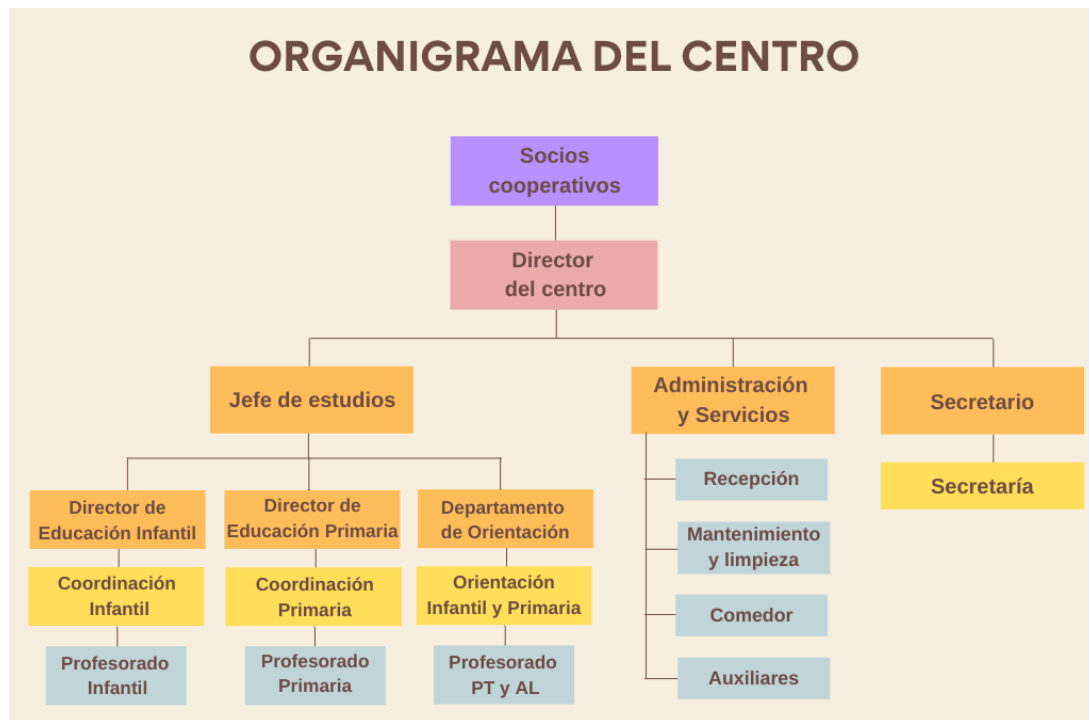 ORGANIGRAMA DEL CENTRO
Socios
cooperativos
Director
del centro
Jefe de estudios
Administración
y Servicios
Secretario
Secretaría
Recepción
Mantenimiento
y limpieza
Comedor
Auxiliares
Director de
Educación Infantil
Director de
Educación Primaria
Departamento
de Orientación
Coordinación
Infantil
Coordinación
Primaria
Orientación
Infantil y Primaria
Profesorado
Infantil
Profesorado
Primaria
Profesorado
PT y AL